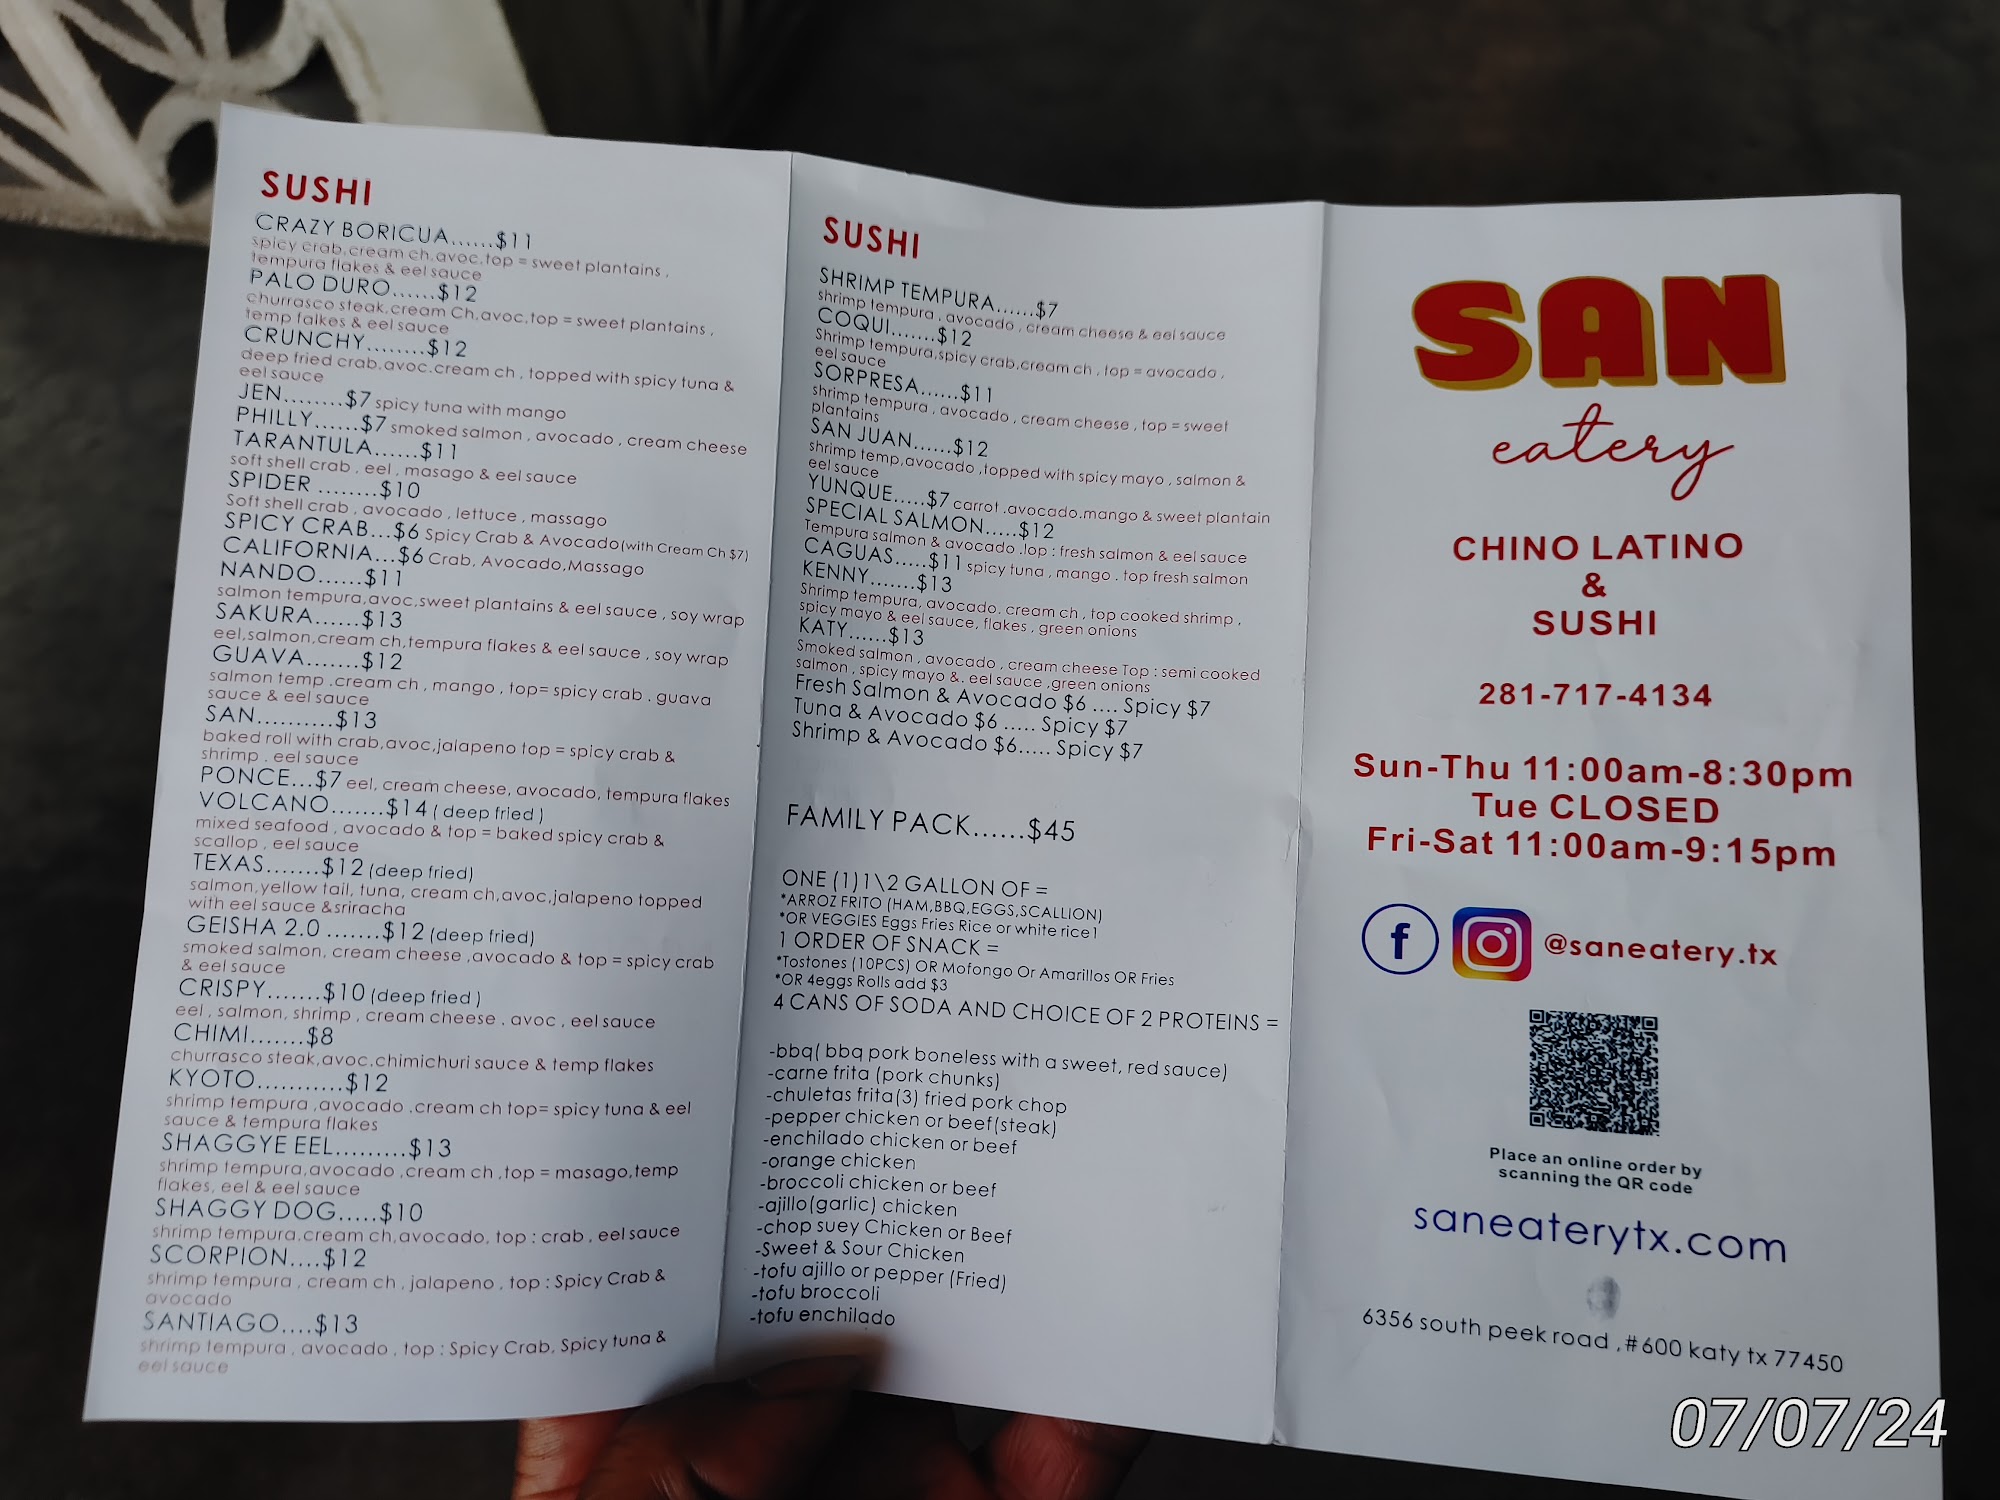 SUSHI
CRAZY BORICUA......$11
spicy crab,cream ch,avoc,top = sweet plantains ,
tempura flakes & eel sauce
PALO DURO......$12
churrasco steak,cream Ch,avoc,top = sweet plantains ,
temp falkes & eel sauce
CRUNCHY........$12
deep fried crab,avoc.cream ch , topped with spicy tuna &
eel sauce
JEN........$7 spicy tuna with mango
PHILLY......$7 smoked salmon , avocado , cream cheese
TARANTULA......$11
soft shell crab , eel , masago & eel sauce
SPIDER ........$10
Soft shell crab , avocado , lettuce , massago
SPICY CRAB...$6 Spicy Crab & Avocado(with Cream Ch $7)
CALIFORNIA...$6 Crab, Avocado,Massago
NANDO......$11
salmon tempura,avoc,sweet plantains & eel sauce , soy wrap
SAKURA......$13
eel,salmon,cream ch,tempura flakes & eel sauce , soy wrap
GUAVA.......$12
salmon temp .cream ch , mango , top= spicy crab . guava
sauce & eel sauce
SAN..........$13
baked roll with crab,avoc,jalapeno top = spicy crab &
shrimp . eel sauce
PONCE...$7 eel, cream cheese, avocado, tempura flakes
VOLCANO.......$14 ( deep fried )
mixed seafood , avocado & top = baked spicy crab &
scallop , eel sauce
TEXAS.......$12 (deep fried)
salmon,yellow tail, tuna, cream ch,avoc,jalapeno topped
with eel sauce &sriracha
GEISHA 2.0 .......$12 (deep fried)
smoked salmon, cream cheese ,avocado & top = spicy crab
& eel sauce
CRISPY.......$10 (deep fried )
eel , salmon, shrimp , cream cheese , avoc , eel sauce
CHIMI.......$8
churrasco steak,avoc.chimichuri sauce & temp flakes
KYOTO...........$12
shrimp tempura ,avocado .cream ch top= spicy tuna & eel
sauce & tempura flakes
SHAGGYE EEL.........$13
shrimp tempura,avocado ,cream ch ,top = masago,temp
flakes, eel & eel sauce
SHAGGY DOG.....$10
shrimp tempura,cream ch,avocado, top : crab , eel sauce
SCORPION....$12
shrimp tempura , cream ch , jalapeno , top : Spicy Crab &
avocado
SANTIAGO....$13
shrimp tempura , avocado , top : Spicy Crab, Spicy tuna &
eel sauce
SUSHI
SHRIMP TEMPURA......$7
shrimp tempura , avocado , cream cheese & eel sauce
COQUI.......$12
Shrimp tempura,spicy crab,cream ch , top = avocado ,
eel sauce
SORPRESA......$11
shrimp tempura , avocado , cream cheese , top = sweet
plantains
SAN JUAN.....$12
shrimp temp,avocado ,topped with spicy mayo , salmon &
eel sauce
YUNQUE.....$7 carrot .avocado.mango & sweet plantain
SPECIAL SALMON.....$12
Tempura salmon & avocado .top : fresh salmon & eel sauce
CAGUAS.....$11 spicy tuna , mango . top fresh salmon
KENNY.......$13
Shrimp tempura, avocado, cream ch , top cooked shrimp ,
spicy mayo & eel sauce, flakes , green onions
KATY......$13
Smoked salmon , avocado , cream cheese Top : semi cooked
salmon , spicy mayo &. eel sauce ,green onions
Fresh Salmon & Avocado $6 .... Spicy $7
Tuna & Avocado $6 ..... Spicy $7
Shrimp & Avocado $6..... Spicy $7
FAMILY PACK......$45
ONE (1)1\2 GALLON OF =
*ARROZ FRITO (HAM,BBQ,EGGS,SCALLION)
*OR VEGGIES Eggs Fries Rice or white rice1
1 ORDER OF SNACK =
*Tostones (10PCS) OR Mofongo Or Amarillos OR Fries
*OR 4eggs Rolls add $3
4 CANS OF SODA AND CHOICE OF 2 PROTEINS =
-bbq( bbq pork boneless with a sweet, red sauce)
-carne frita (pork chunks)
-chuletas frita(3) fried pork chop
-pepper chicken or beef(steak)
-enchilado chicken or beef
-orange chicken
-broccoli chicken or beef
-ajillo(garlic) chicken
-chop suey Chicken or Beef
-Sweet & Sour Chicken
-tofu ajillo or pepper (Fried)
-tofu broccoli
-tofu enchilado
SAN
eatery
CHINO LATINO
&
SUSHI
281-717-4134
Sun-Thu 11:00am-8:30pm
Tue CLOSED
Fri-Sat 11:00am-9:15pm
f @saneatery.tx
Place an online order by
scanning the QR code
saneaterytx.com
6356 south peek road , #600 katy tx 77450
07/07/24